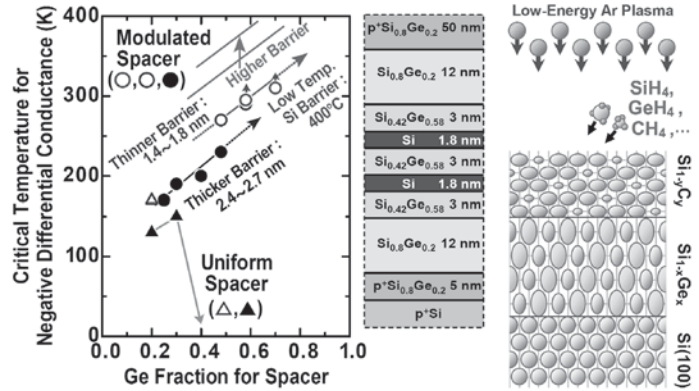 Critical Temperature for
Negative Differential Conductance (K)
400
300
200
100
0
0.0 0.2 0.4 0.6 0.8 1.0
Ge Fraction for Spacer
Modulated
Spacer
(○,○,●)
Higher Barrier
Thinner Barrier :
1.4~1.8 nm
Low Temp.
Si Barrier :
400°C
Thicker Barrier :
2.4~2.7 nm
Uniform
Spacer
(△,▲)
p⁺Si₀.₈Ge₀.₂ 50 nm
Si₀.₈Ge₀.₂ 12 nm
Si₀.₄₂Ge₀.₅₈ 3 nm
Si 1.8 nm
Si₀.₄₂Ge₀.₅₈ 3 nm
Si 1.8 nm
Si₀.₄₂Ge₀.₅₈ 3 nm
Si₀.₈Ge₀.₂ 12 nm
p⁺Si₀.₈Ge₀.₂ 5 nm
p⁺Si
Low-Energy Ar Plasma
SiH4,
GeH4,
CH4,...
Si₁₋yCy
Si₁₋xGex
Si(100)